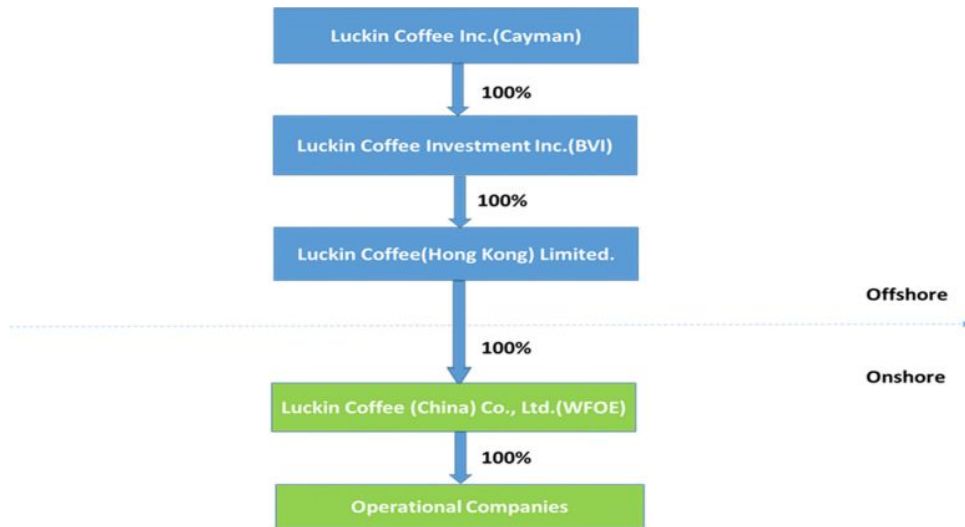 Luckin Coffee Inc.(Cayman)
100%
Luckin Coffee Investment Inc.(BVI)
100%
Luckin Coffee(Hong Kong) Limited.
Offshore
100%
Onshore
Luckin Coffee (China) Co., Ltd.(WFOE)
100%
Operational Companies